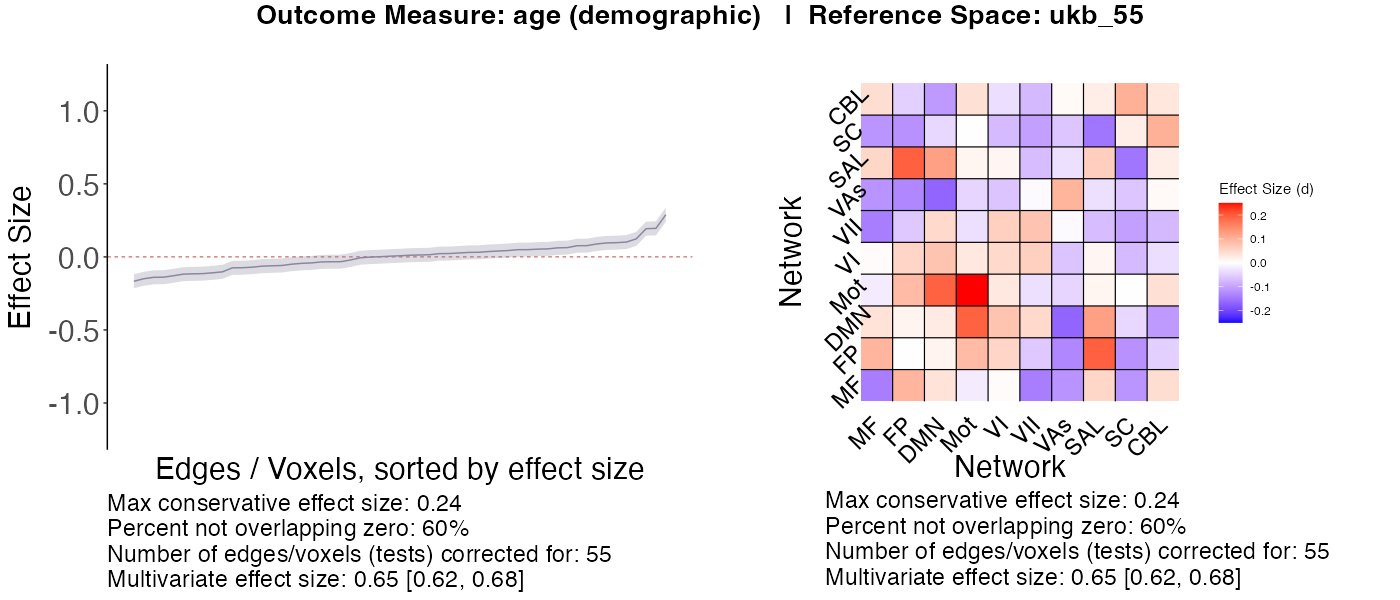 Outcome Measure: age (demographic) | Reference Space: ukb_55
Effect Size
1.0
0.5
0.0
-0.5
-1.0
Edges / Voxels, sorted by effect size
Max conservative effect size: 0.24
Percent not overlapping zero: 60%
Number of edges/voxels (tests) corrected for: 55
Multivariate effect size: 0.65 [0.62, 0.68]
Network
CBL
SC
SAL
VAs
VII
VI
Mot
DMN
FP
MF
MF
FP
DMN
Mot
VI
VII
VAs
SAL
SC
CBL
Network
Effect Size (d)
0.2
0.1
0.0
-0.1
-0.2
Max conservative effect size: 0.24
Percent not overlapping zero: 60%
Number of edges/voxels (tests) corrected for: 55
Multivariate effect size: 0.65 [0.62, 0.68]